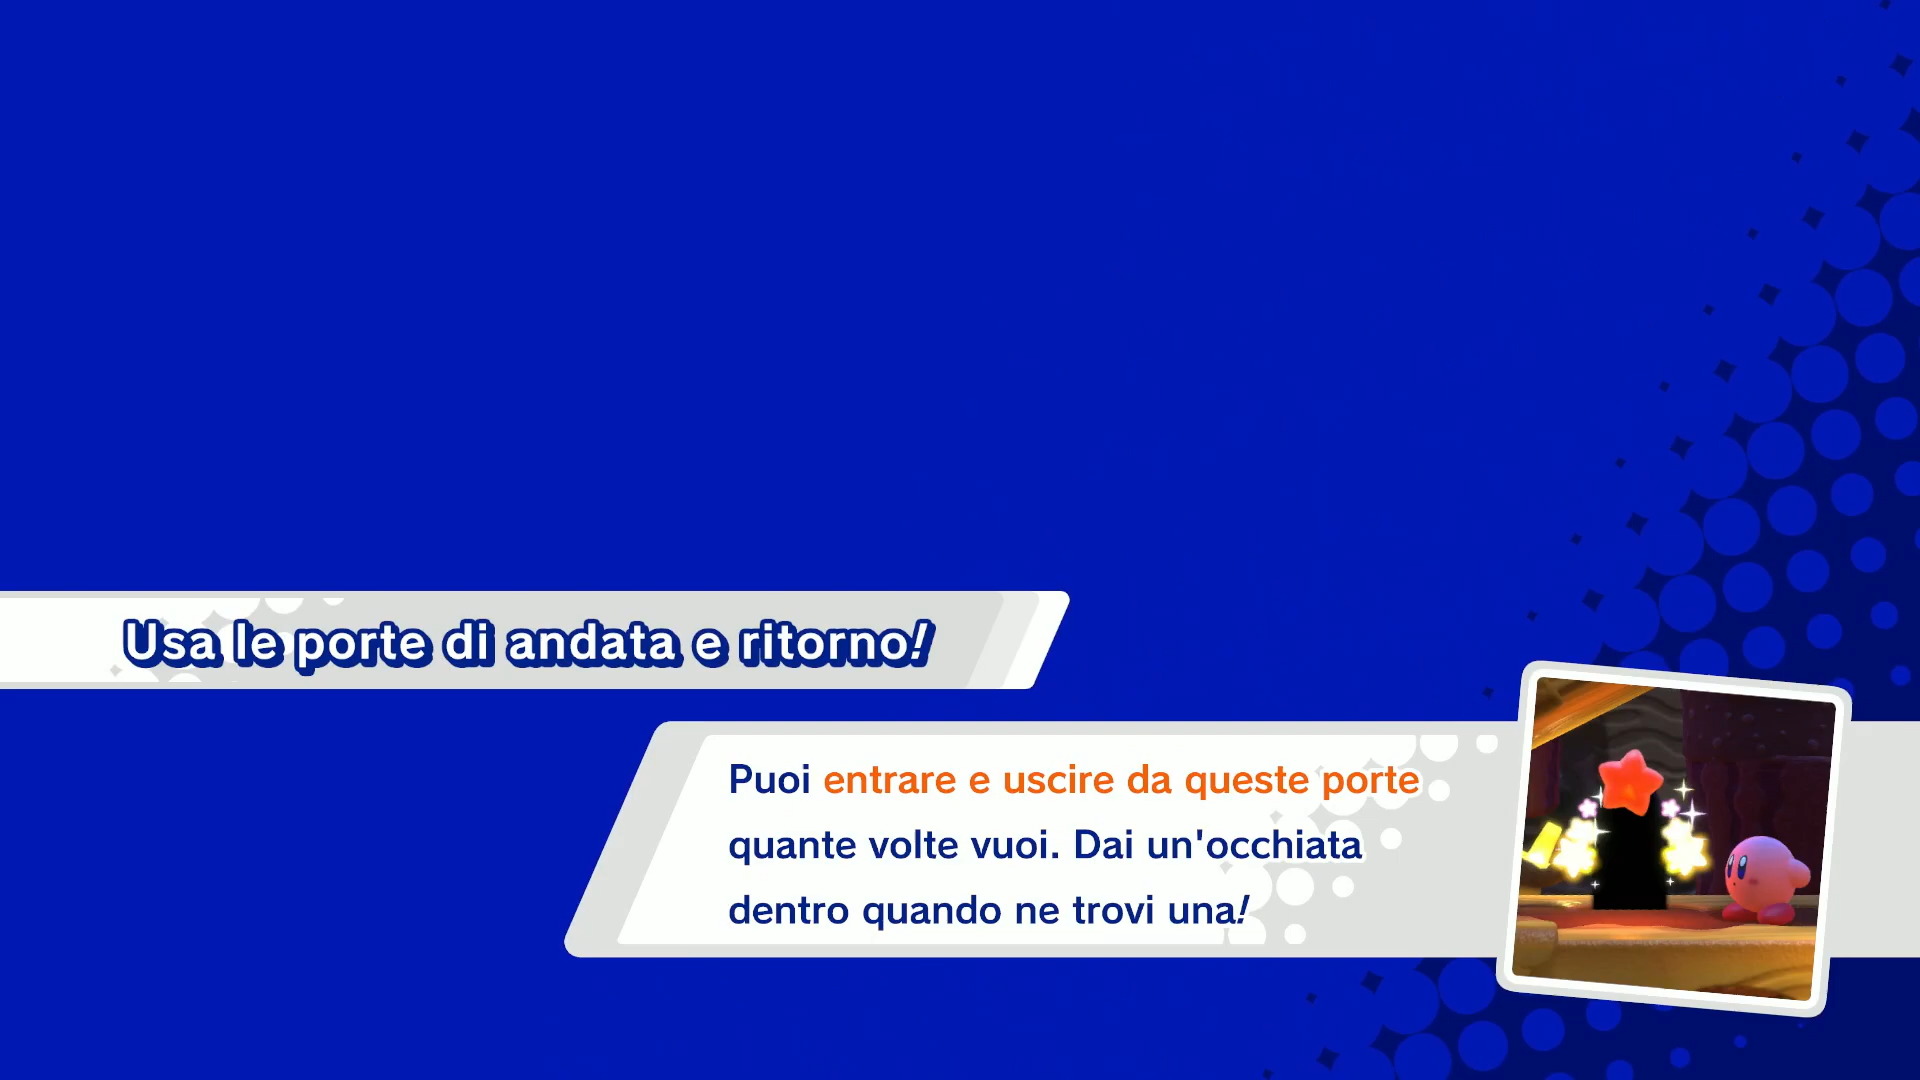 Usa le porte di andata e ritorno!
Puoi entrare e uscire da queste porte
quante volte vuoi. Dai un'occhiata
dentro quando ne trovi una!